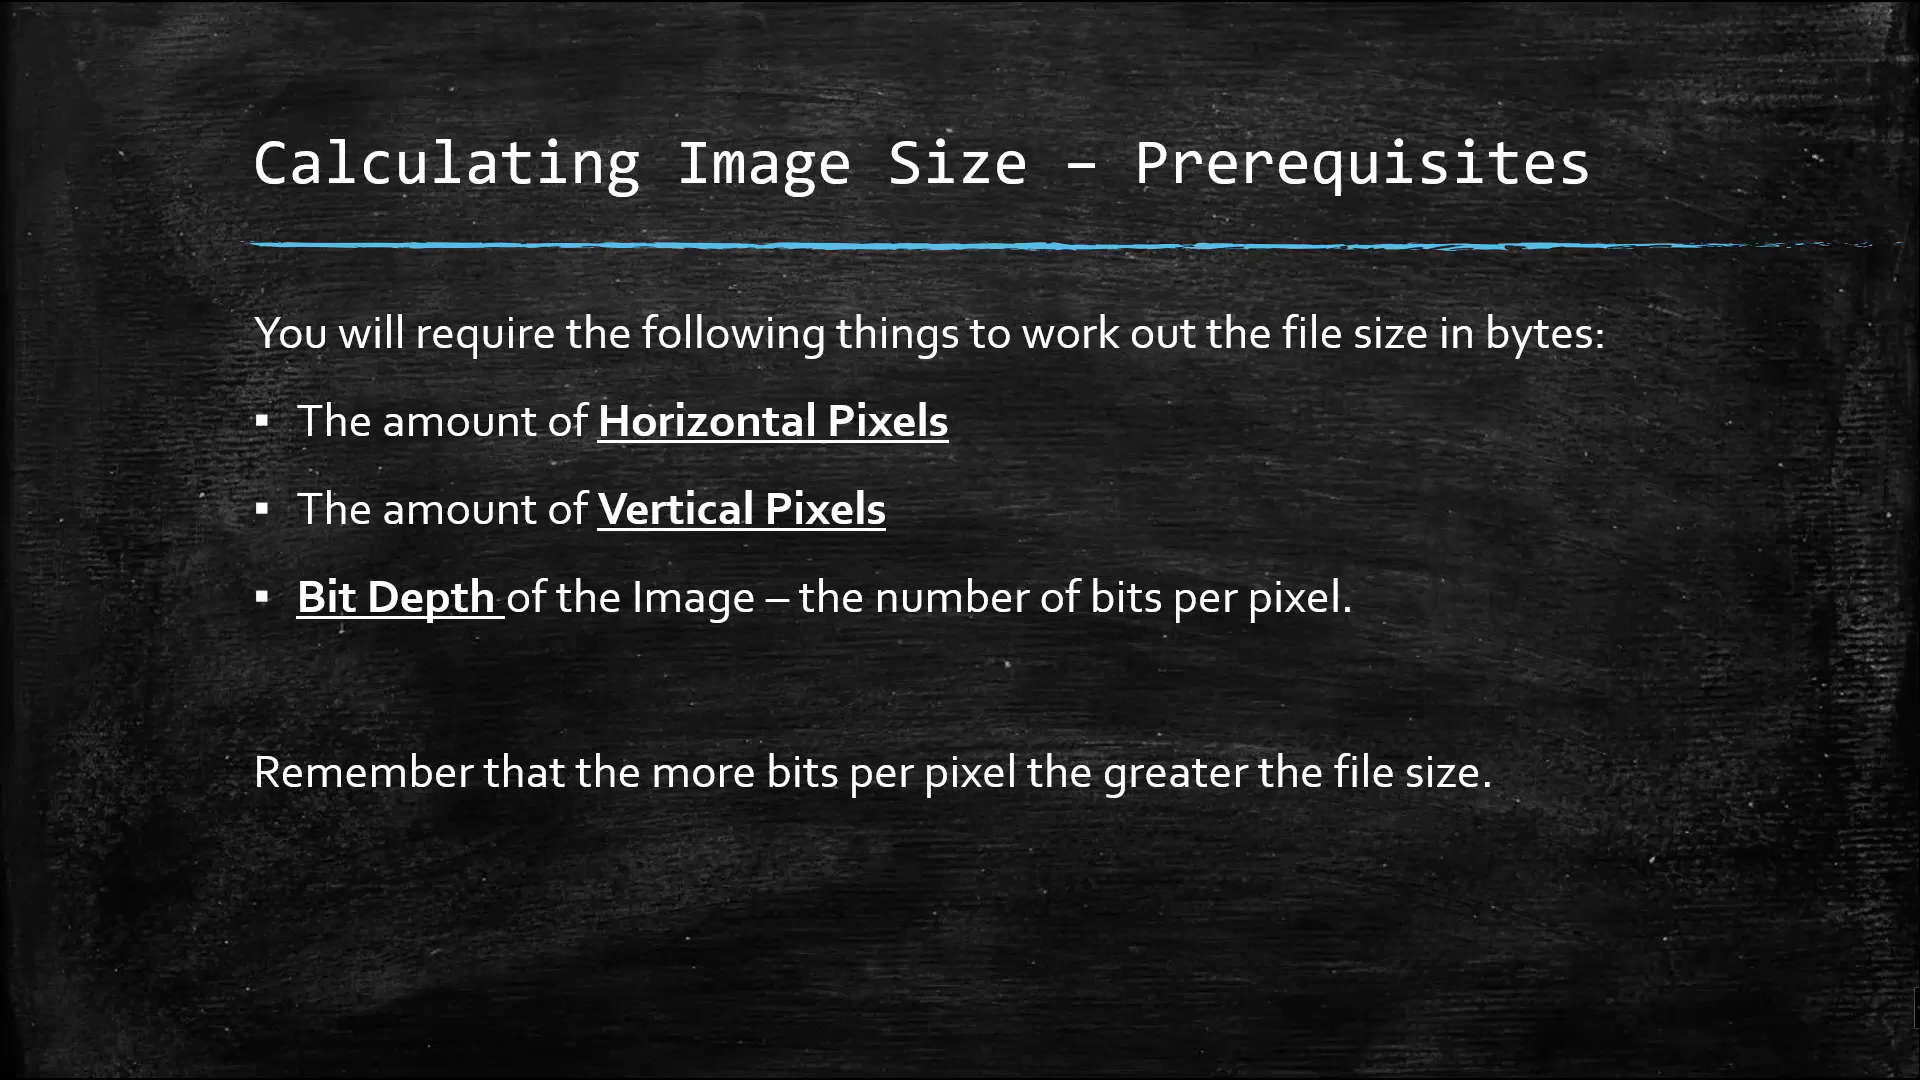 Calculating Image Size – Prerequisites
You will require the following things to work out the file size in bytes:
▪ The amount of Horizontal Pixels
▪ The amount of Vertical Pixels
▪ Bit Depth of the Image – the number of bits per pixel.
Remember that the more bits per pixel the greater the file size.